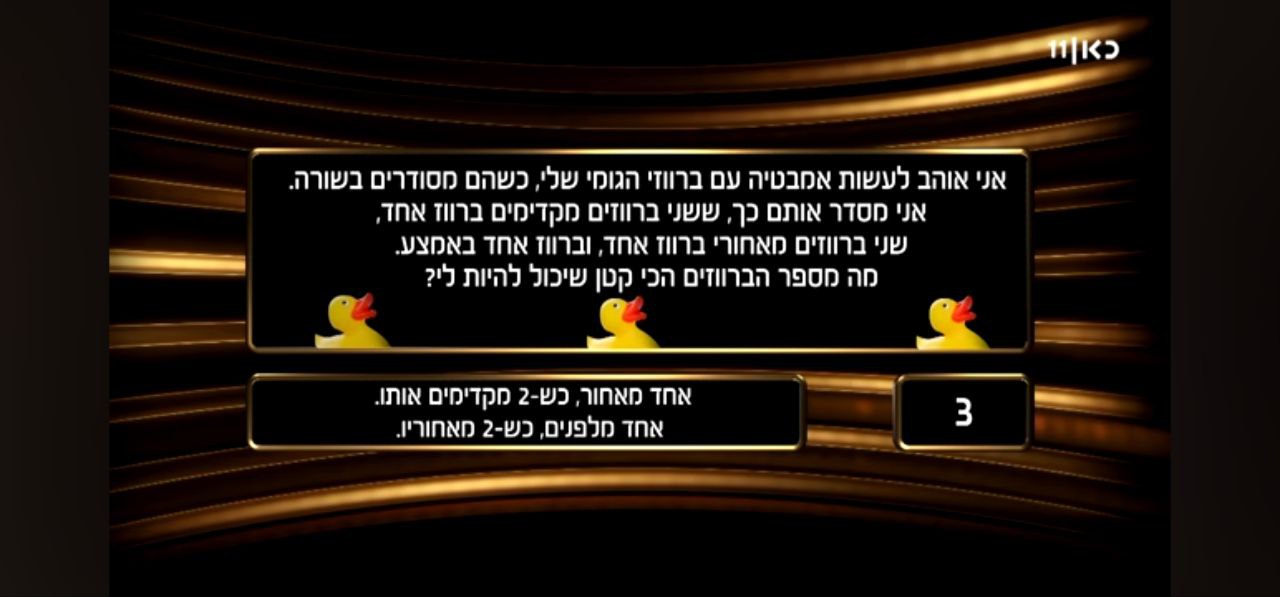 כאן|11
אני אוהב לעשות אמבטיה עם ברווזי הגומי שלי, כשהם מסודרים בשורה.
אני מסדר אותם כך, ששני ברווזים מקדימים ברווז אחד,
שני ברווזים מאחורי ברווז אחד, וברווז אחד באמצע.
מה מספר הברווזים הכי קטן שיכול להיות לי?
3
אחד מאחור, כש-2 מקדימים אותו.
אחד מלפנים, כש-2 מאחוריו.